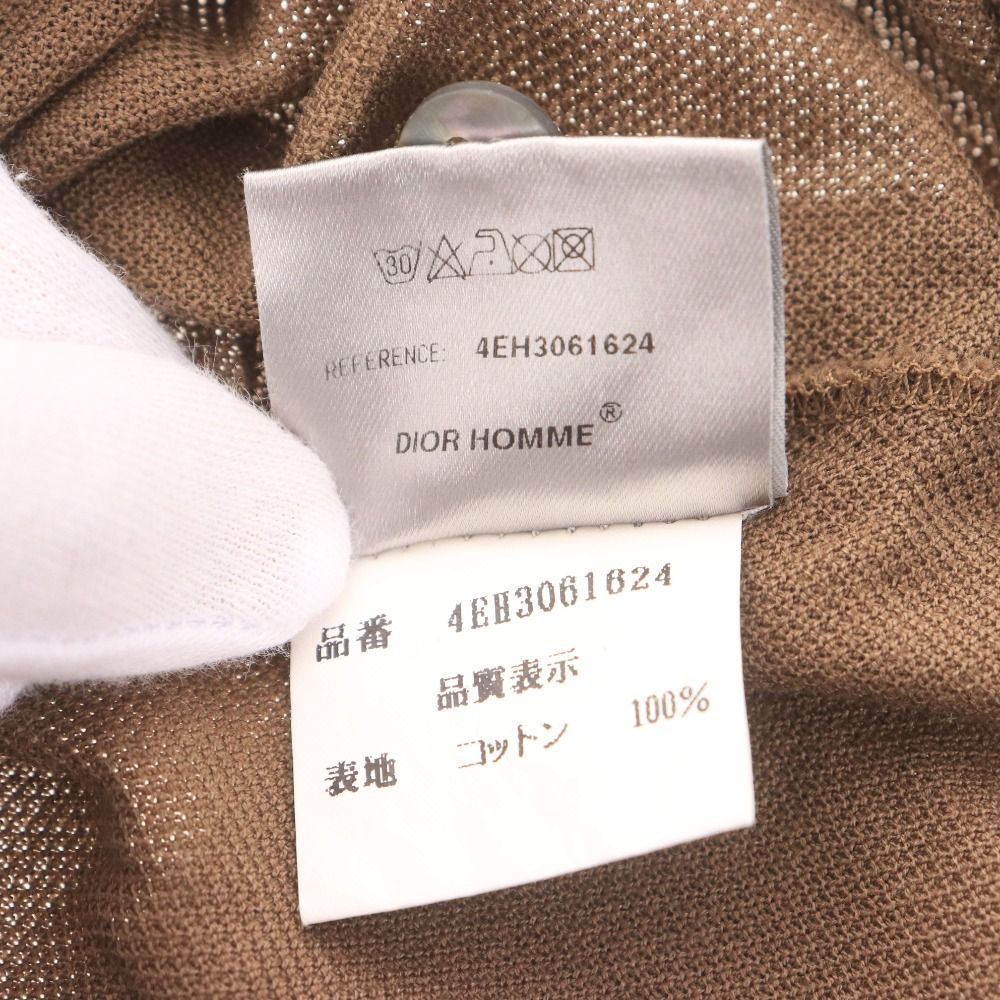 30
REFERENCE: 4EH3061624
DIOR HOMME®
品番 4EH3061624
品質表示
表地 コットン 100%